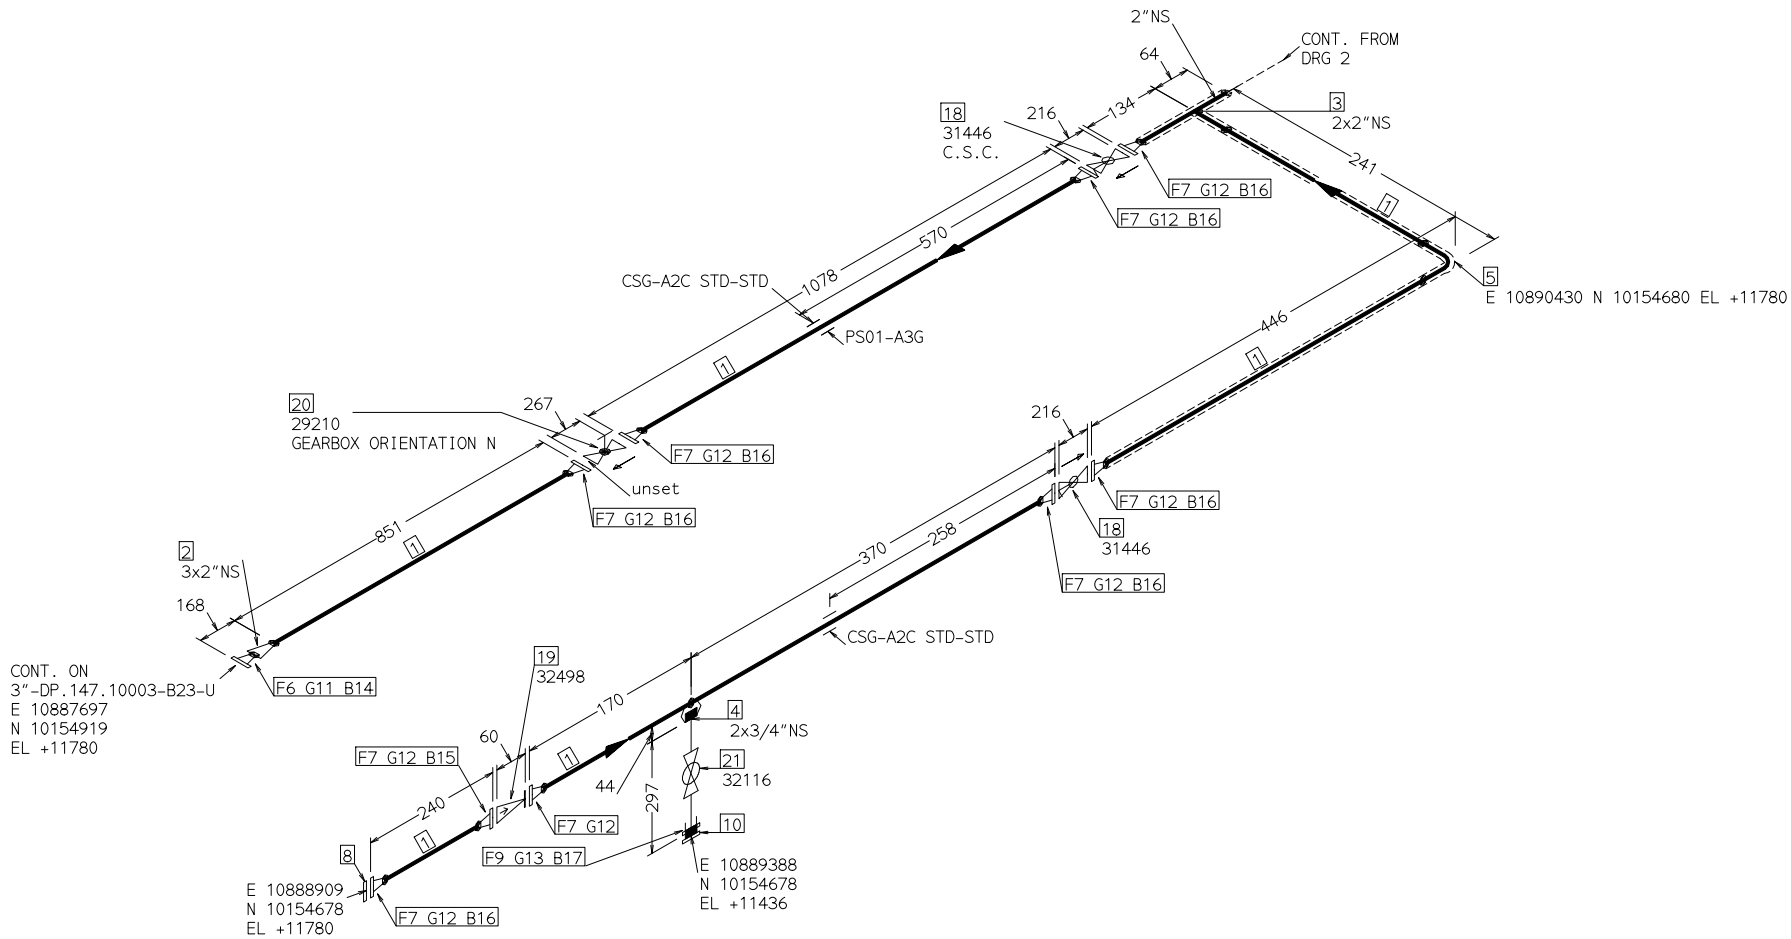 2"NS
CONT. FROM
DRG 2
64
134
3
2x2"NS
18
31446
C.S.C.
216
241
F7 G12 B16
F7 G12 B16
1
570
1078
CSG-A2C STD-STD
PS01-A3G
5
E 10890430 N 10154680 EL +11780
446
1
1
20
29210
GEARBOX ORIENTATION N
267
F7 G12 B16
unset
F7 G12 B16
216
F7 G12 B16
18
31446
F7 G12 B16
851
1
370
258
2
3x2"NS
168
CSG-A2C STD-STD
CONT. ON
3"-DP.147.10003-B23-U
E 10887697
N 10154919
EL +11780
F6 G11 B14
19
32498
170
4
2x3/4"NS
60
F7 G12 B15
1
44
21
32116
297
240
F7 G12
10
1
F9 G13 B17
8
E 10889388
N 10154678
EL +11436
E 10888909
N 10154678
EL +11780
F7 G12 B16